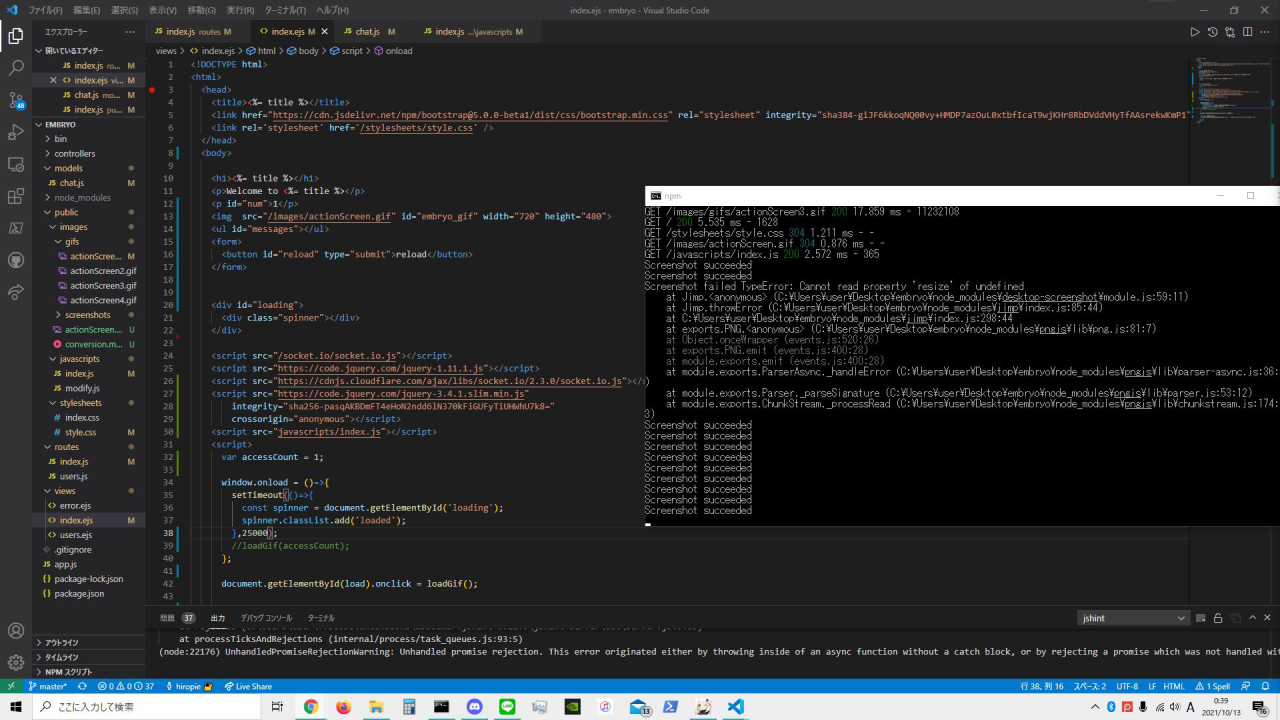 ファイル(F) 編集(E) 選択(S) 表示(V) 移動(G) 実行(R) ターミナル(T) ヘルプ(H)
index.ejs - embryo - Visual Studio Code
エクスプローラー
index.js routes M
index.ejs M
chat.js M
index.js ...\javascripts M
開いているエディター
index.js ro... M
index.ejs vi... M
chat.js mo... M
index.js pu... M
EMBRYO
bin
controllers
models
chat.js M
node_modules
public
images
gifs
actionScree... M
actionScreen2.gif
actionScreen3.gif
actionScreen4.gif
screenshots
actionScreen.... U
conversion.m... U
javascripts
index.js M
modify.js
stylesheets
index.css
style.css M
routes
index.js M
users.js
views
error.ejs
index.ejs M
users.ejs
.gitignore
app.js
package-lock.json
package.json
アウトライン
タイムライン
NPM スクリプト
48
views > index.ejs > html > body > script > onload
1 <!DOCTYPE html>
2 <html>
3 <head>
4 <title><%= title %></title>
5 <link href="https://cdn.jsdelivr.net/npm/bootstrap@5.0.0-beta1/dist/css/bootstrap.min.css" rel="stylesheet" integrity="sha384-giJF6kkoqNQ00vy+HMDP7azOuL0xtbfIcaT9wjKHr8RbDVddVHyTfAAsrekwKmP1"
6 <link rel='stylesheet' href='/stylesheets/style.css' />
7 </head>
8 <body>
9
10 <h1><%= title %></h1>
11 <p>Welcome to <%= title %></p>
12 <p id="num">1</p>
13 <img src="/images/actionScreen.gif" id="embryo_gif" width="720" height="480">
14 <ul id="messages"></ul>
15 <form>
16 <button id="reload" type="submit">reload</button>
17 </form>
18
19
20 <div id="loading">
21 <div class="spinner"></div>
22 </div>
23
24 <script src="/socket.io/socket.io.js"></script>
25 <script src="https://code.jquery.com/jquery-1.11.1.js"></script>
26 <script src="https://cdnjs.cloudflare.com/ajax/libs/socket.io/2.3.0/socket.io.js"></s
27 <script src="https://code.jquery.com/jquery-3.4.1.slim.min.js"
28 integrity="sha256-pasqAKBDmFT4eHoN2ndd6lN370kFiGUFyTiUHWhU7k8="
29 crossorigin="anonymous"></script>
30 <script src="javascripts/index.js"></script>
31 <script>
32 var accessCount = 1;
33
34 window.onload = ()=>{
35 setTimeout(()=>{
36 const spinner = document.getElementById('loading');
37 spinner.classList.add('loaded');
38 },25000);
39 //loadGif(accessCount);
40 };
41
42 document.getElementById(load).onclick = loadGif();
43
npm
GET /images/gifs/actionScreen3.gif 200 17.859 ms - 11232108
GET / 200 5.535 ms - 1628
GET /stylesheets/style.css 304 1.211 ms - -
GET /images/actionScreen.gif 304 0.876 ms - -
GET /javascripts/index.js 200 2.572 ms - 365
Screenshot succeeded
Screenshot succeeded
Screenshot failed TypeError: Cannot read property 'resize' of undefined
at Jimp.<anonymous> (C:¥Users¥user¥Desktop¥embryo¥node_modules¥desktop-screenshot¥module.js:59:11)
at Jimp.throwError (C:¥Users¥user¥Desktop¥embryo¥node_modules¥jimp¥index.js:85:44)
at C:¥Users¥user¥Desktop¥embryo¥node_modules¥jimp¥index.js:298:44
at exports.PNG.<anonymous> (C:¥Users¥user¥Desktop¥embryo¥node_modules¥pngjs¥lib¥png.js:81:7)
at Object.onceWrapper (events.js:520:26)
at exports.PNG.emit (events.js:400:28)
at module.exports.emit (events.js:400:28)
at module.exports.ParserAsync._handleError (C:¥Users¥user¥Desktop¥embryo¥node_modules¥pngjs¥lib¥parser-async.js:36:
at module.exports.Parser._parseSignature (C:¥Users¥user¥Desktop¥embryo¥node_modules¥pngjs¥lib¥parser.js:53:12)
at module.exports.ChunkStream._processRead (C:¥Users¥user¥Desktop¥embryo¥node_modules¥pngjs¥lib¥chunkstream.js:174:
3)
Screenshot succeeded
Screenshot succeeded
Screenshot succeeded
Screenshot succeeded
Screenshot succeeded
Screenshot succeeded
Screenshot succeeded
Screenshot succeeded
Screenshot succeeded
問題 37 出力 デバッグ コンソール ターミナル
jshint
at processTicksAndRejections (internal/process/task_queues.js:93:5)
(node:22176) UnhandledPromiseRejectionWarning: Unhandled promise rejection. This error originated either by throwing inside of an async function without a catch block, or by rejecting a promise which was not handled wit
master* 0 0 37 hiropie Live Share
行 38、列 16 スペース: 2 UTF-8 LF HTML 1 Spell
ここに入力して検索
13
A
0:39
2021/10/13
16